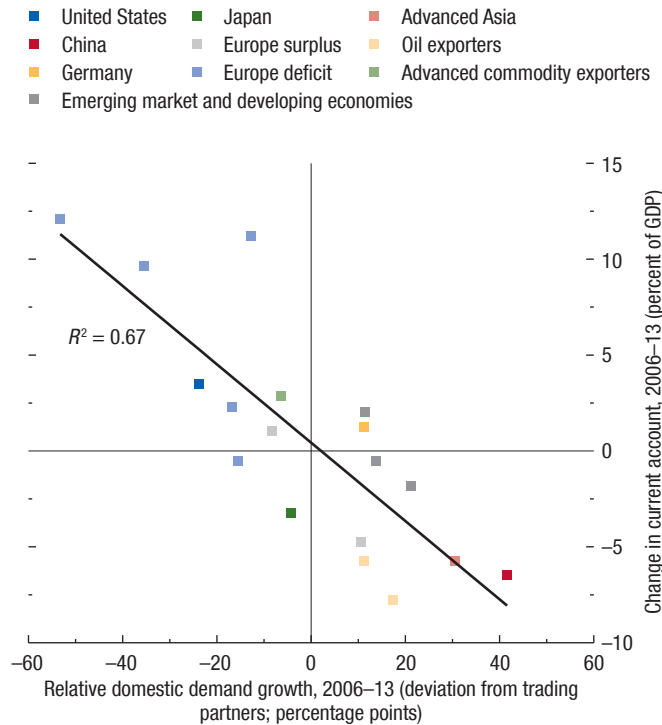 United States
Japan
Advanced Asia
China
Europe surplus
Oil exporters
Germany
Europe deficit
Advanced commodity exporters
Emerging market and developing economies
15
10
5
0
–5
–10
Change in current account, 2006–13 (percent of GDP)
R² = 0.67
–60
–40
–20
0
20
40
60
Relative domestic demand growth, 2006–13 (deviation from trading
partners; percentage points)